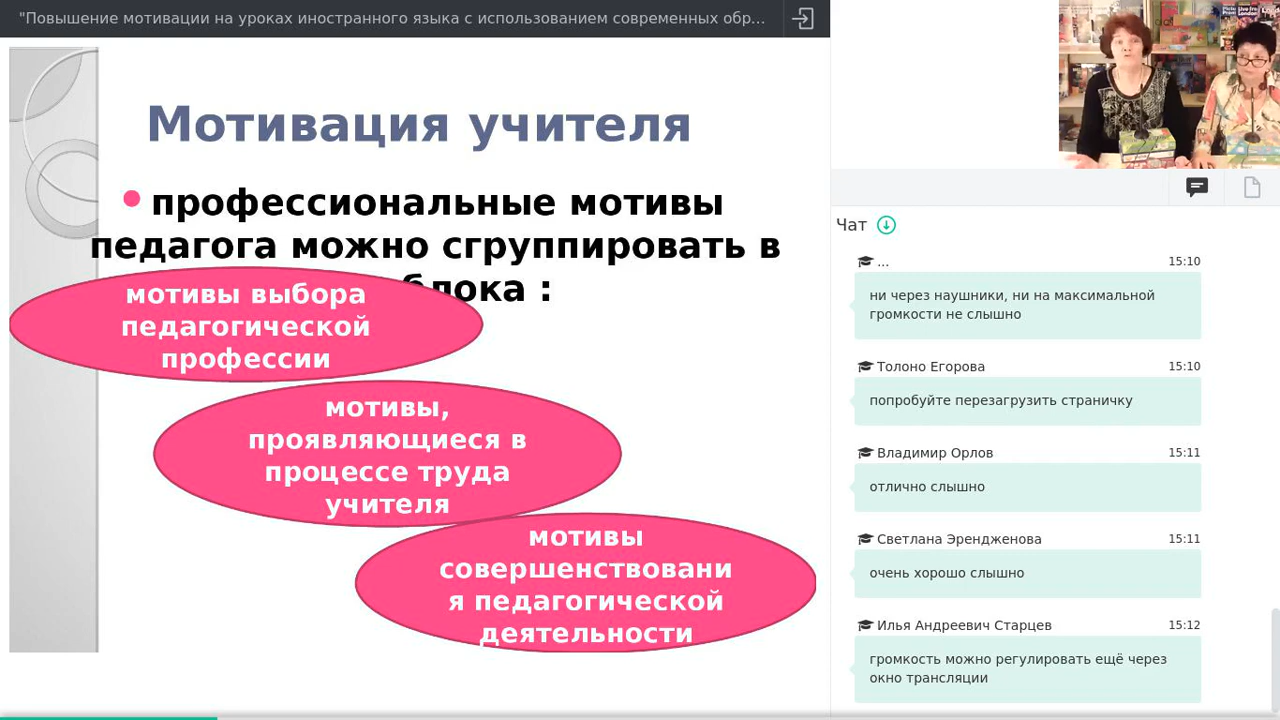 "Повышение мотивации на уроках иностранного языка с использованием современных обр...
Мотивация учителя
профессиональные мотивы
педагога можно сгруппировать в
блока :
мотивы выбора
педагогической
профессии
мотивы,
проявляющиеся в
процессе труда
учителя
мотивы
совершенствовани
я педагогической
деятельности
Чат
... 15:10
ни через наушники, ни на максимальной
громкости не слышно
Толоно Егорова 15:10
попробуйте перезагрузить страничку
Владимир Орлов 15:11
отлично слышно
Светлана Эрендженова 15:11
очень хорошо слышно
Илья Андреевич Старцев 15:12
громкость можно регулировать ещё через
окно трансляции